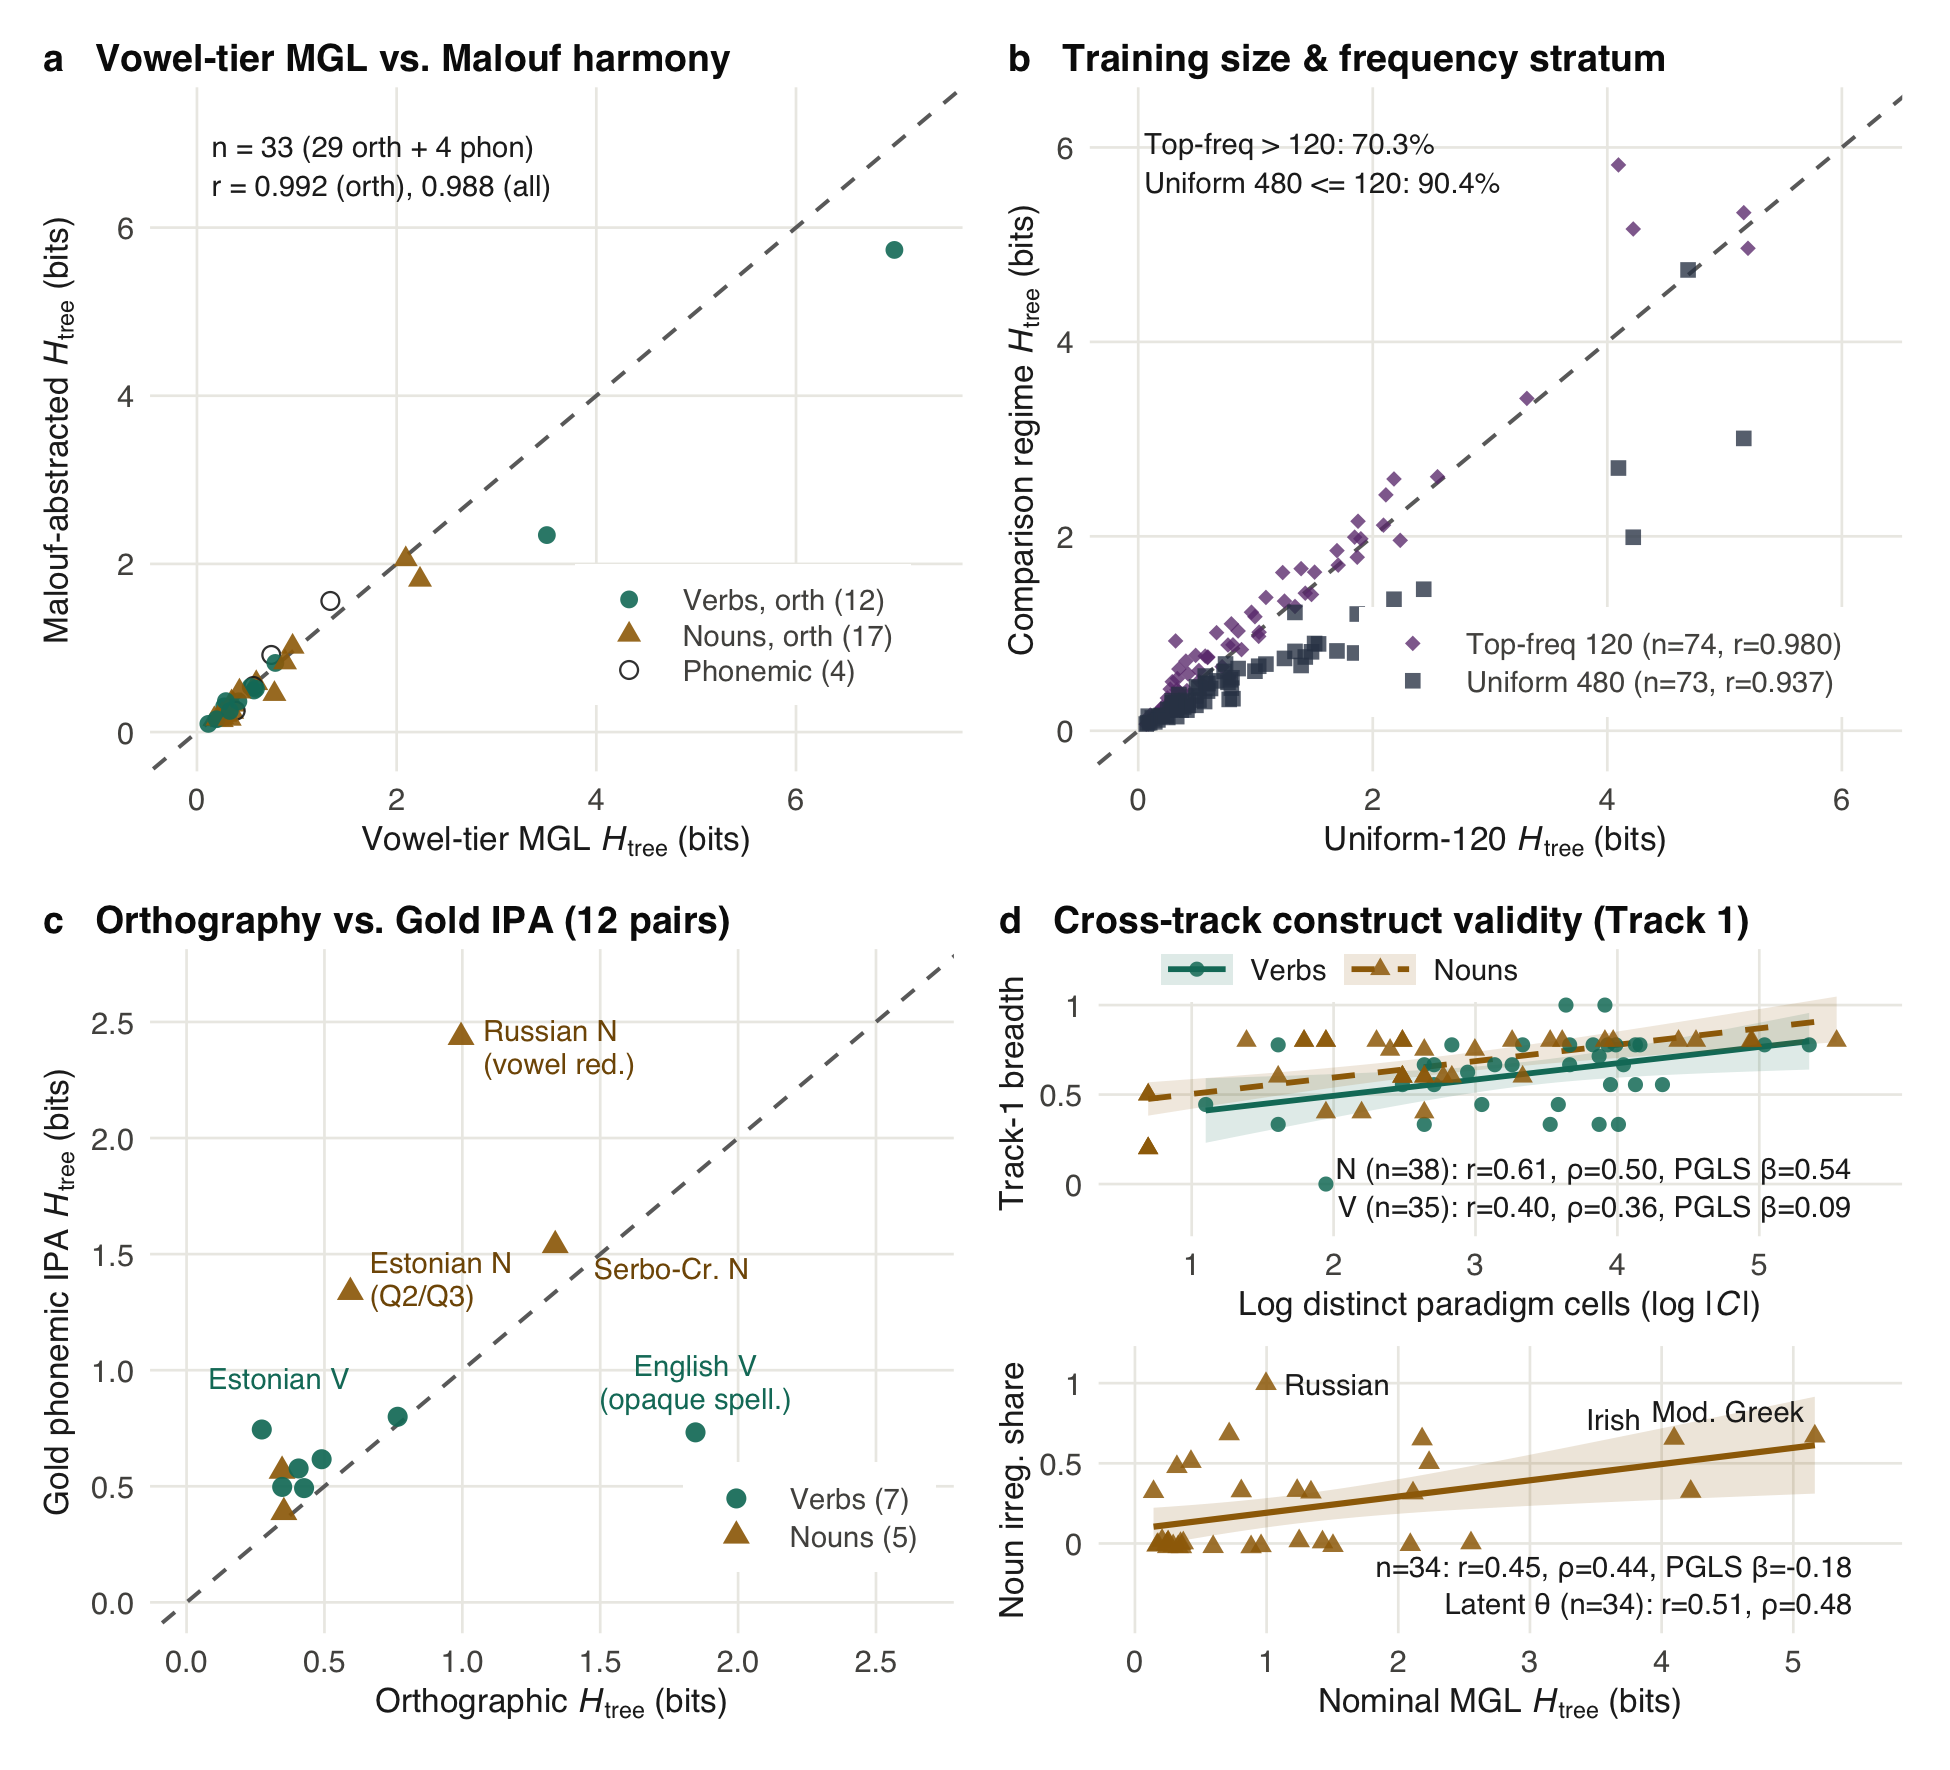 a Vowel-tier MGL vs. Malouf harmony
n = 33 (29 orth + 4 phon)
r = 0.992 (orth), 0.988 (all)
Malouf-abstracted Htree (bits)
6
4
2
0
Verbs, orth (12)
Nouns, orth (17)
Phonemic (4)
0 2 4 6
Vowel-tier MGL Htree (bits)
b Training size & frequency stratum
Top-freq > 120: 70.3%
Uniform 480 <= 120: 90.4%
Comparison regime Htree (bits)
6
4
2
0
Top-freq 120 (n=74, r=0.980)
Uniform 480 (n=73, r=0.937)
0 2 4 6
Uniform-120 Htree (bits)
c Orthography vs. Gold IPA (12 pairs)
Gold phonemic IPA Htree (bits)
2.5
2.0
1.5
1.0
0.5
0.0
Russian N
(vowel red.)
Estonian N
(Q2/Q3)
Serbo-Cr. N
Estonian V
English V
(opaque spell.)
Verbs (7)
Nouns (5)
0.0 0.5 1.0 1.5 2.0 2.5
Orthographic Htree (bits)
d Cross-track construct validity (Track 1)
Verbs Nouns
Track-1 breadth
1
0.5
0
N (n=38): r=0.61, ρ=0.50, PGLS β=0.54
V (n=35): r=0.40, ρ=0.36, PGLS β=0.09
1 2 3 4 5
Log distinct paradigm cells (log |C|)
Noun irreg. share
1
0.5
0
Russian
Irish
Mod. Greek
n=34: r=0.45, ρ=0.44, PGLS β=-0.18
Latent θ (n=34): r=0.51, ρ=0.48
0 1 2 3 4 5
Nominal MGL Htree (bits)